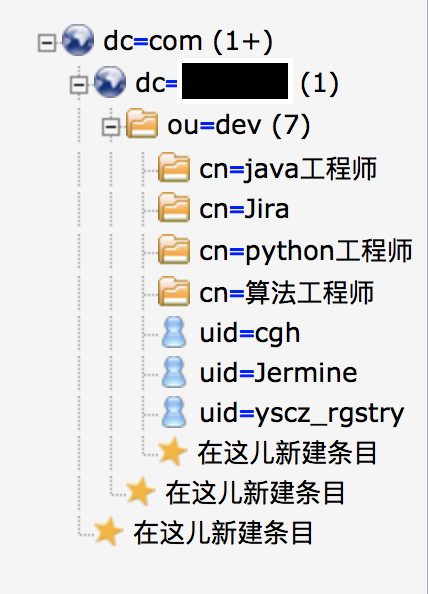 dc=com (1+)
dc= (1)
ou=dev (7)
cn=java工程师
cn=Jira
cn=python工程师
cn=算法工程师
uid=cgh
uid=Jermine
uid=yscz_rgstry
在这儿新建条目
在这儿新建条目
在这儿新建条目